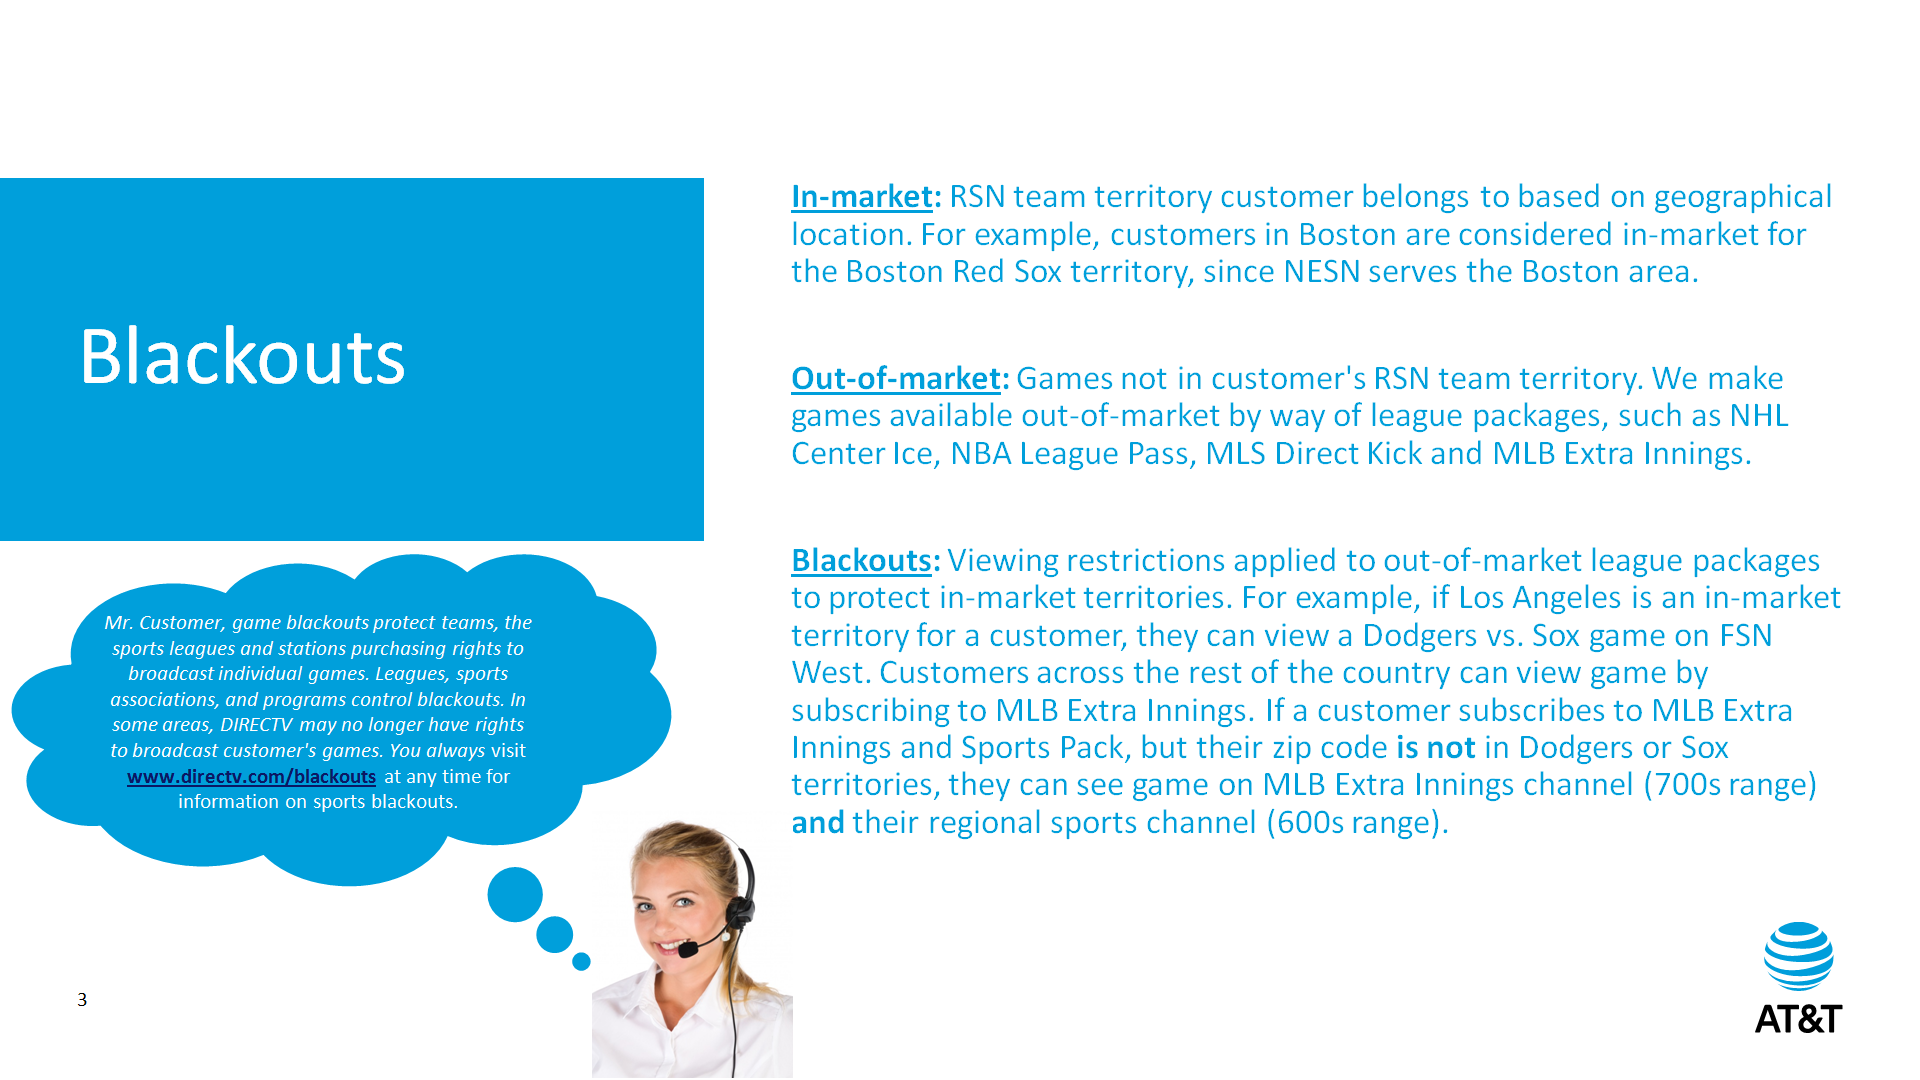 Blackouts
Mr. Customer, game blackouts protect teams, the
sports leagues and stations purchasing rights to
broadcast individual games. Leagues, sports
associations, and programs control blackouts. In
some areas, DIRECTV may no longer have rights
to broadcast customer's games. You always visit
www.directv.com/blackouts at any time for
information on sports blackouts.
In-market: RSN team territory customer belongs to based on geographical
location. For example, customers in Boston are considered in-market for
the Boston Red Sox territory, since NESN serves the Boston area.
Out-of-market: Games not in customer's RSN team territory. We make
games available out-of-market by way of league packages, such as NHL
Center Ice, NBA League Pass, MLS Direct Kick and MLB Extra Innings.
Blackouts: Viewing restrictions applied to out-of-market league packages
to protect in-market territories. For example, if Los Angeles is an in-market
territory for a customer, they can view a Dodgers vs. Sox game on FSN
West. Customers across the rest of the country can view game by
subscribing to MLB Extra Innings. If a customer subscribes to MLB Extra
Innings and Sports Pack, but their zip code is not in Dodgers or Sox
territories, they can see game on MLB Extra Innings channel (700s range)
and their regional sports channel (600s range).
3
AT&T